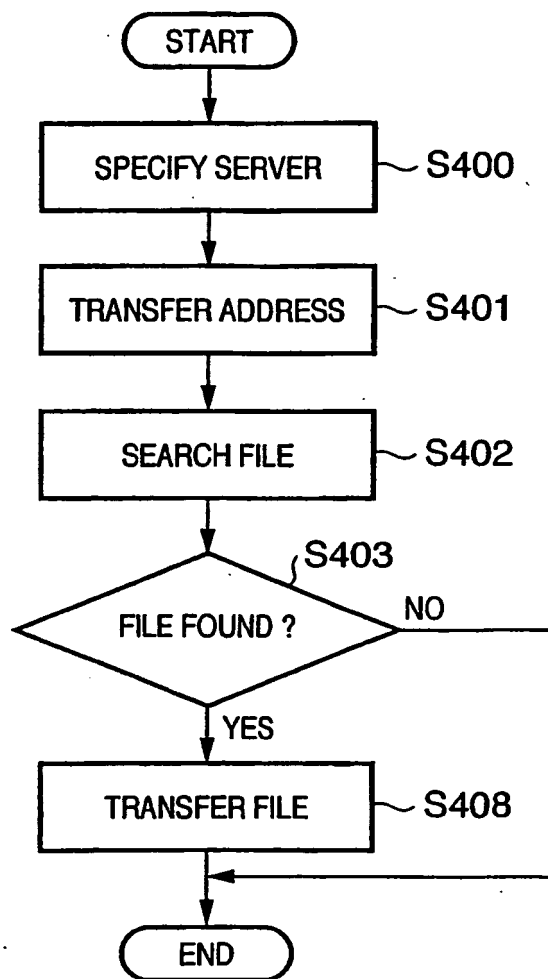 START
SPECIFY SERVER
S400
TRANSFER ADDRESS
S401
SEARCH FILE
S402
S403
FILE FOUND ?
NO
YES
TRANSFER FILE
S408
END